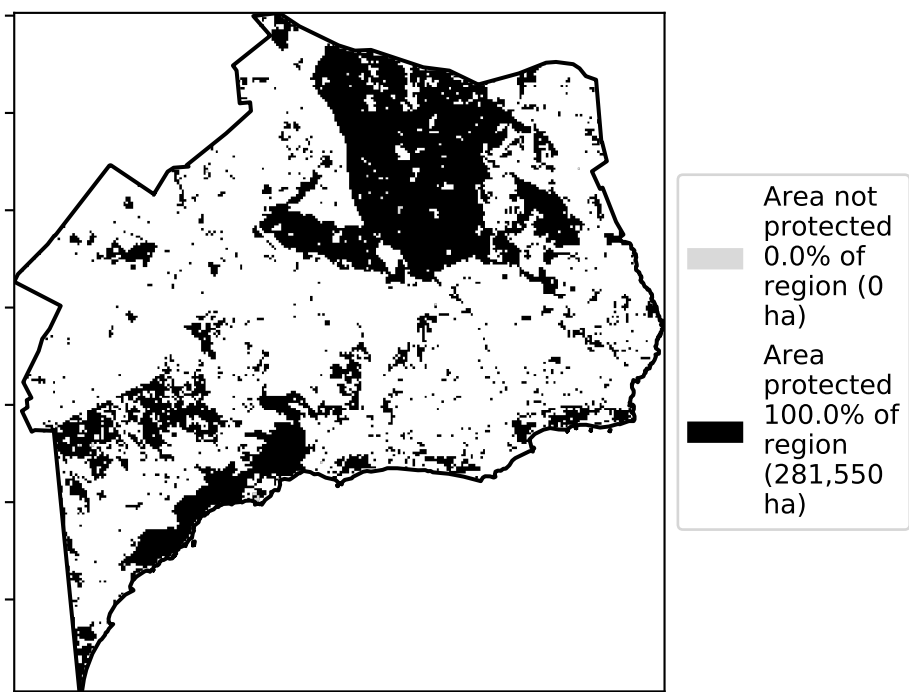 Area not
protected
0.0% of
region (0
ha)
Area
protected
100.0% of
region
(281,550
ha)